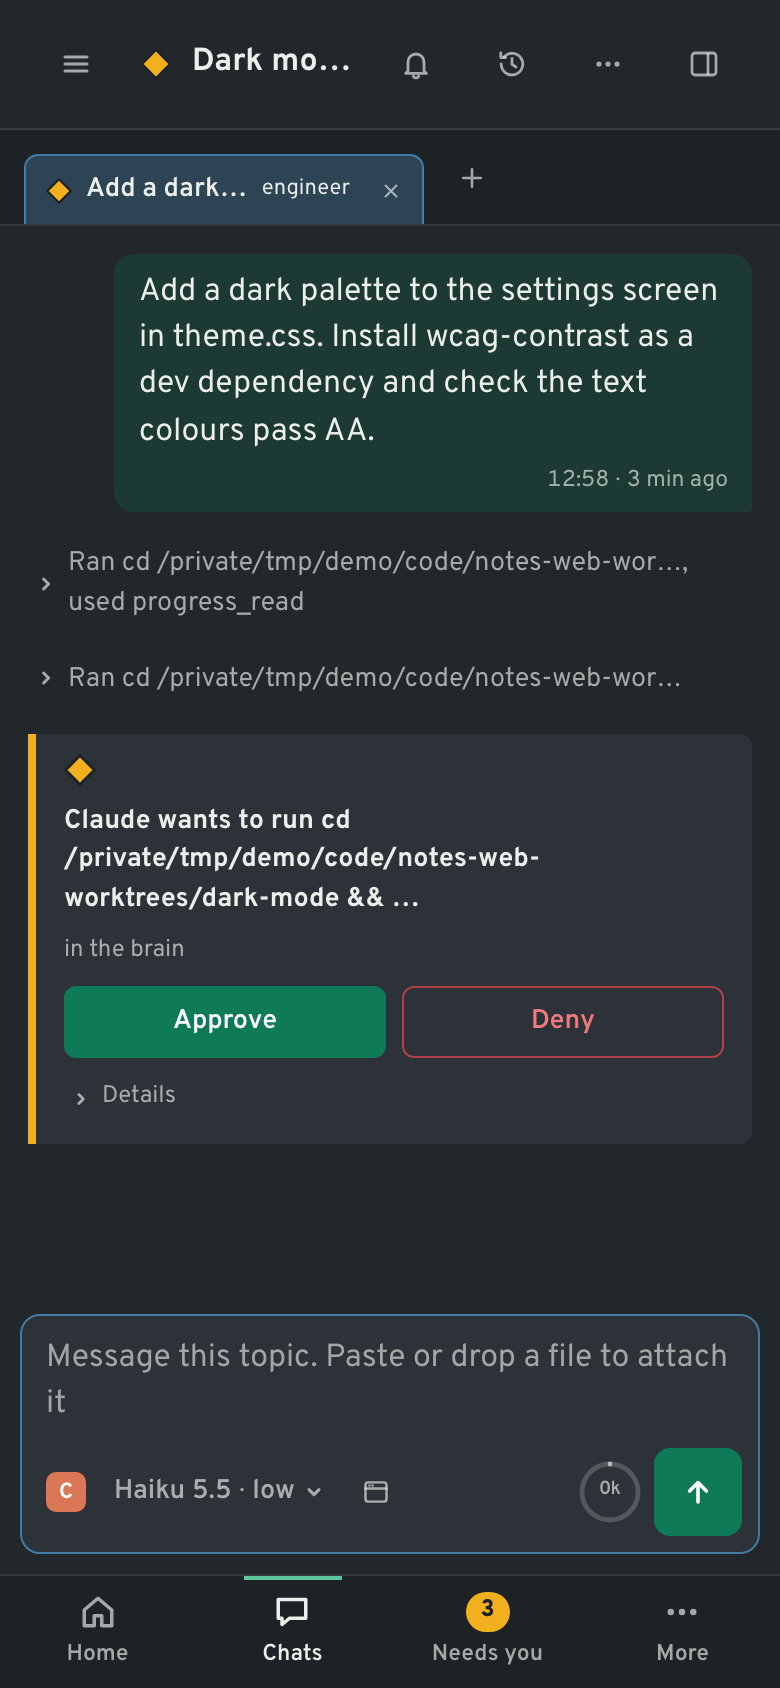 Dark mo...
Add a dark... engineer
Add a dark palette to the settings screen
in theme.css. Install wcag-contrast as a
dev dependency and check the text
colours pass AA.
12:58 · 3 min ago
Ran cd /private/tmp/demo/code/notes-web-wor...,
used progress_read
Ran cd /private/tmp/demo/code/notes-web-wor...
Claude wants to run cd
/private/tmp/demo/code/notes-web-
worktrees/dark-mode && ...
in the brain
Approve
Deny
Details
Message this topic. Paste or drop a file to attach
it
C
Haiku 5.5 · low
0k
3
Home
Chats
Needs you
More